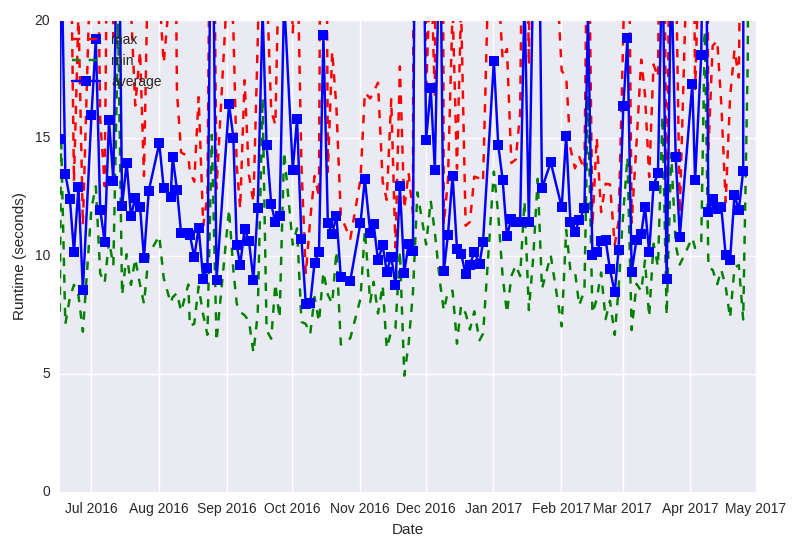 20
max
min
average
15
10
5
0
Runtime (seconds)
Jul 2016 Aug 2016 Sep 2016 Oct 2016 Nov 2016 Dec 2016 Jan 2017 Feb 2017 Mar 2017 Apr 2017 May 2017
Date